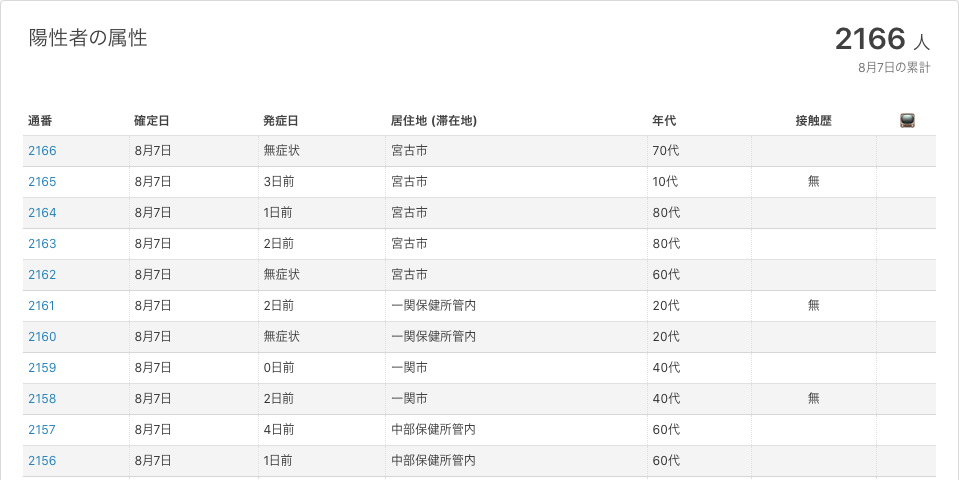 陽性者の属性
2166 人
8月7日の累計
通番 確定日 発症日 居住地 (滞在地) 年代 接触歴
2166 8月7日 無症状 宮古市 70代
2165 8月7日 3日前 宮古市 10代 無
2164 8月7日 1日前 宮古市 80代
2163 8月7日 2日前 宮古市 80代
2162 8月7日 無症状 宮古市 60代
2161 8月7日 2日前 一関保健所管内 20代 無
2160 8月7日 無症状 一関保健所管内 20代
2159 8月7日 0日前 一関市 40代
2158 8月7日 2日前 一関市 40代 無
2157 8月7日 4日前 中部保健所管内 60代
2156 8月7日 1日前 中部保健所管内 60代